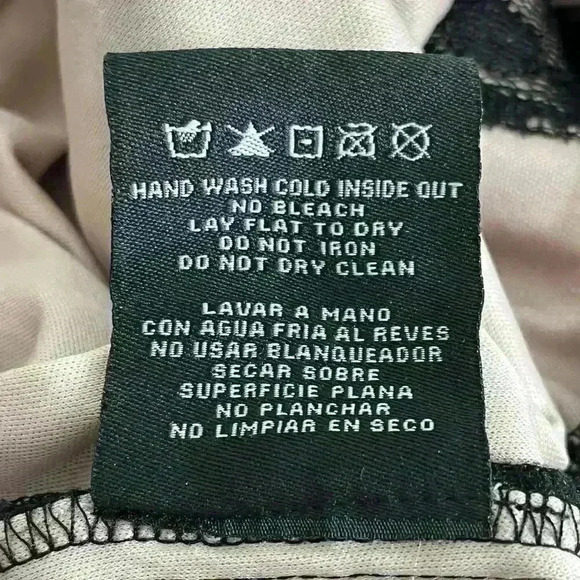 HAND WASH COLD INSIDE OUT
NO BLEACH
LAY FLAT TO DRY
DO NOT IRON
DO NOT DRY CLEAN
LAVAR A MANO
CON AGUA FRIA AL REVES
NO USAR BLANQUEADOR
SECAR SOBRE
SUPERFICIE PLANA
NO PLANCHAR
NO LIMPIAR EN SECO